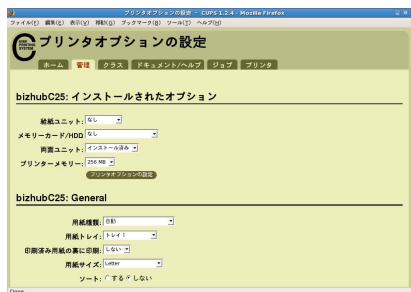 プリンタオプションの設定 - CUPS 1.2.4 - Mozilla Firefox
ファイル(F) 編集(E) 表示(V) 移動(G) ブックマーク(B) ツール(T) ヘルプ(H)
プリンタオプションの設定
ホーム 管理 クラス ドキュメント/ヘルプ ジョブ プリンタ
bizhubC25: インストールされたオプション
給紙ユニット: なし
メモリーカード/HDD なし
両面ユニット: インストール済み
プリンターメモリー: 256 MB
プリンタオプションの設定
bizhubC25: General
用紙種類: 自動
用紙トレイ: トレイ 1
印刷済み用紙の裏に印刷: しない
用紙サイズ: Letter
ソート: する しない
Done